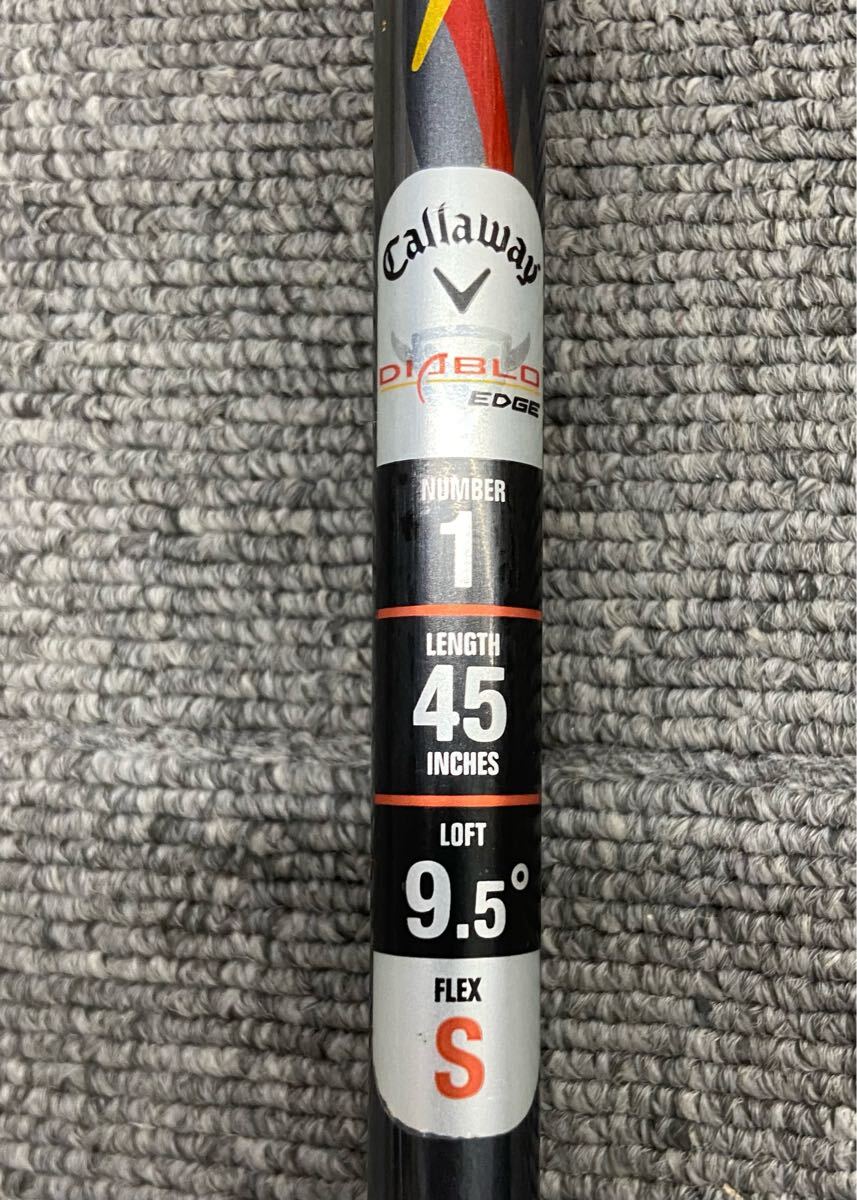 Callaway
DIABLO
EDGE
NUMBER
1
LENGTH
45
INCHES
LOFT
9.5°
FLEX
S